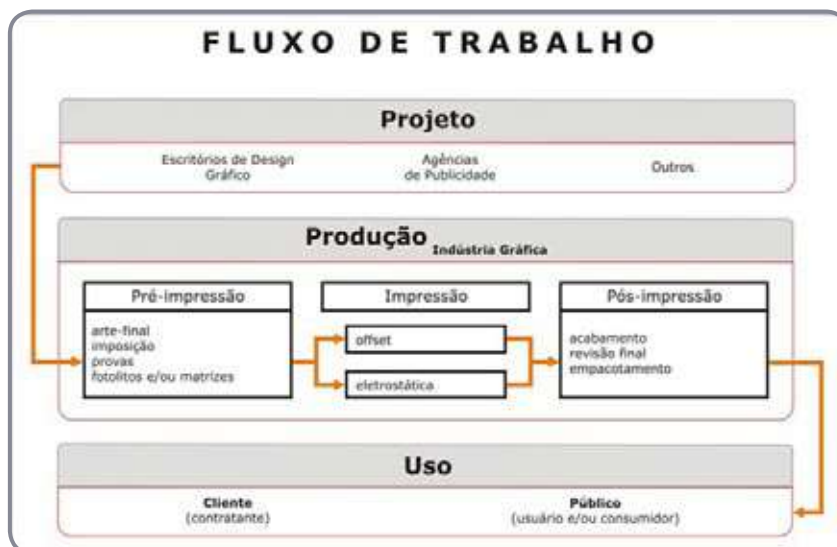 FLUXO DE TRABALHO
Projeto
Escritórios de Design
Gráfico
Agências
de Publicidade
Outros
Produção Indústria Gráfica
Pré-impressão
arte-final
imposição
provas
fotolitos e/ou matrizes
Impressão
offset
eletrostática
Pós-impressão
acabamento
revisão final
empacotamento
Uso
Cliente
(contratante)
Público
(usuário e/ou consumidor)